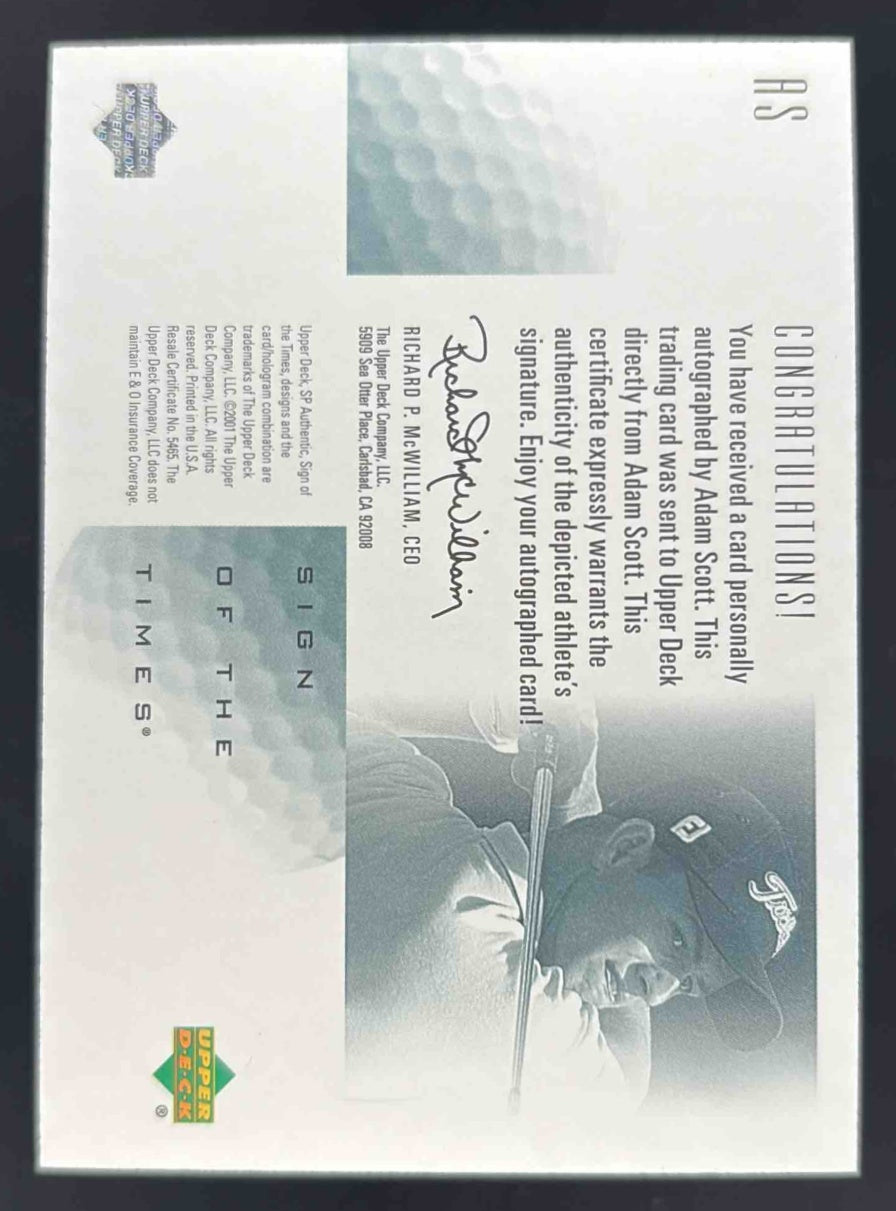 AS
CONGRATULATIONS!
You have received a card personally
autographed by Adam Scott. This
trading card was sent to Upper Deck
directly from Adam Scott. This
certificate expressly warrants the
authenticity of the depicted athlete's
signature. Enjoy your autographed card!
Richard McWilliam
RICHARD P. McWILLIAM, CEO
The Upper Deck Company, LLC.
5909 Sea Otter Place, Carlsbad, CA 92008
Upper Deck, SP Authentic, Sign of
the Times, designs and the
card/hologram combination are
trademarks of The Upper Deck
Company, LLC. ©2001 The Upper
Deck Company, LLC. All rights
reserved. Printed in the U.S.A.
Resale Certificate No. 5465. The
Upper Deck Company, LLC does not
maintain E & O Insurance Coverage.
SIGN
OF THE
TIMES®
UPPER DECK
UPPER
D·E·C·K
®